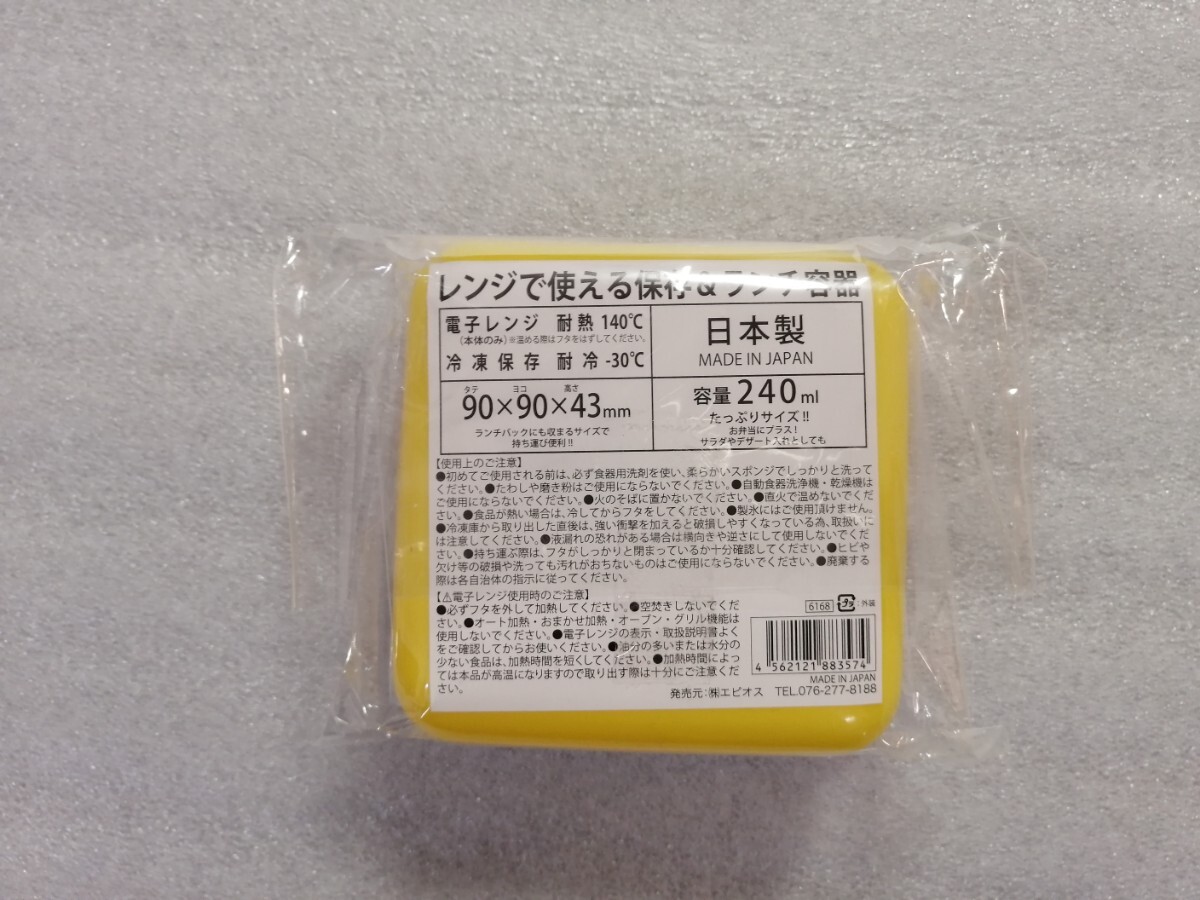 レンジで使える保存&ランチ容器
電子レンジ 耐熱 140℃
(本体のみ)※温める際はフタをはずしてください。
冷凍保存 耐冷 -30℃
日本製
MADE IN JAPAN
タテ ヨコ 高さ
90×90×43mm
ランチバックにも収まるサイズで
持ち運び便利!!
容量 240ml
たっぷりサイズ!!
お弁当にプラス!
サラダやデザート入れとしても
【使用上のご注意】
●初めてご使用される前は、必ず食器用洗剤を使い、柔らかいスポンジでしっかりと洗って
ください。●たわしや磨き粉はご使用にならないでください。●自動食器洗浄機・乾燥機は
ご使用にならないでください。●火のそばに置かないでください。●直火で温めないでくだ
さい。●食品が熱い場合は、冷してからフタをしてください。●製氷にはご使用頂けません。
●冷凍庫から取り出した直後は、強い衝撃を加えると破損しやすくなっている為、取扱いに
は注意してください。●液漏れの恐れがある場合は横向きや逆さにして使用しないでくだ
さい。●持ち運ぶ際は、フタがしっかりと閉まっているか十分確認してください。●ヒビや
欠け等の破損や洗っても汚れがおちないものはご使用にならないでください。●廃棄する
際は各自治体の指示に従ってください。
【⚠電子レンジ使用時のご注意】
●必ずフタを外して加熱してください。●空焚きしないでくだ
さい。●オート加熱・おまかせ加熱・オーブン・グリル機能は
使用しないでください。●電子レンジの表示・取扱説明書よく
をご確認してからお使いください。●油分の多いまたは水分の
少ない食品は、加熱時間を短くしてください。●加熱時間によっ
ては本品が高温になりますので取り出す際は十分にご注意くだ
さい。
6168 プラ :外装
4 562121 883574
MADE IN JAPAN
発売元:㈱エピオス TEL.076-277-8188